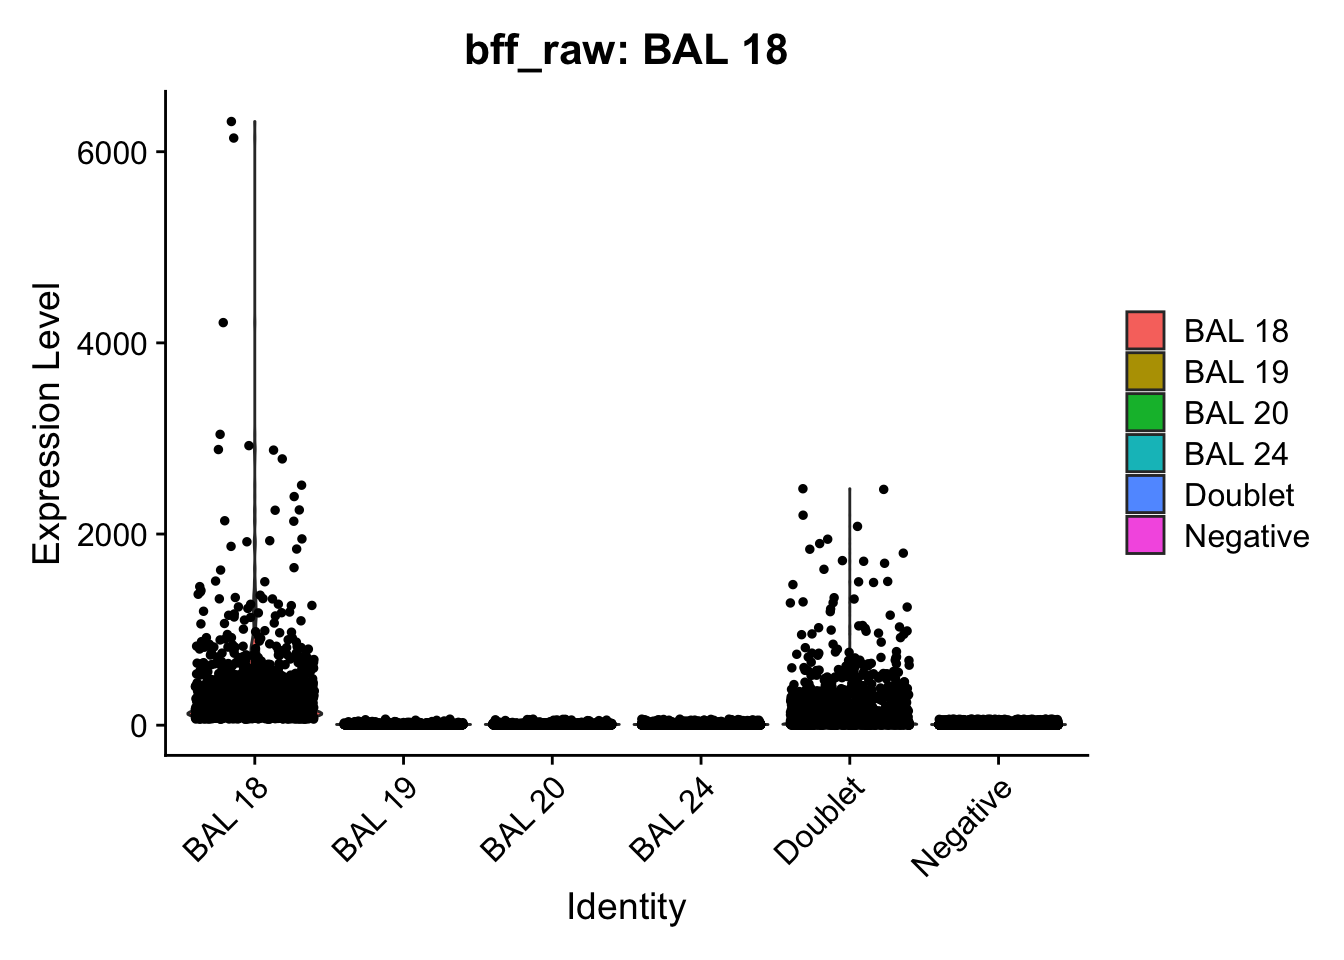 bff_raw: BAL 18
Expression Level
6000
4000
2000
0
BAL 18
BAL 19
BAL 20
BAL 24
Doublet
Negative
Identity
BAL 18
BAL 19
BAL 20
BAL 24
Doublet
Negative